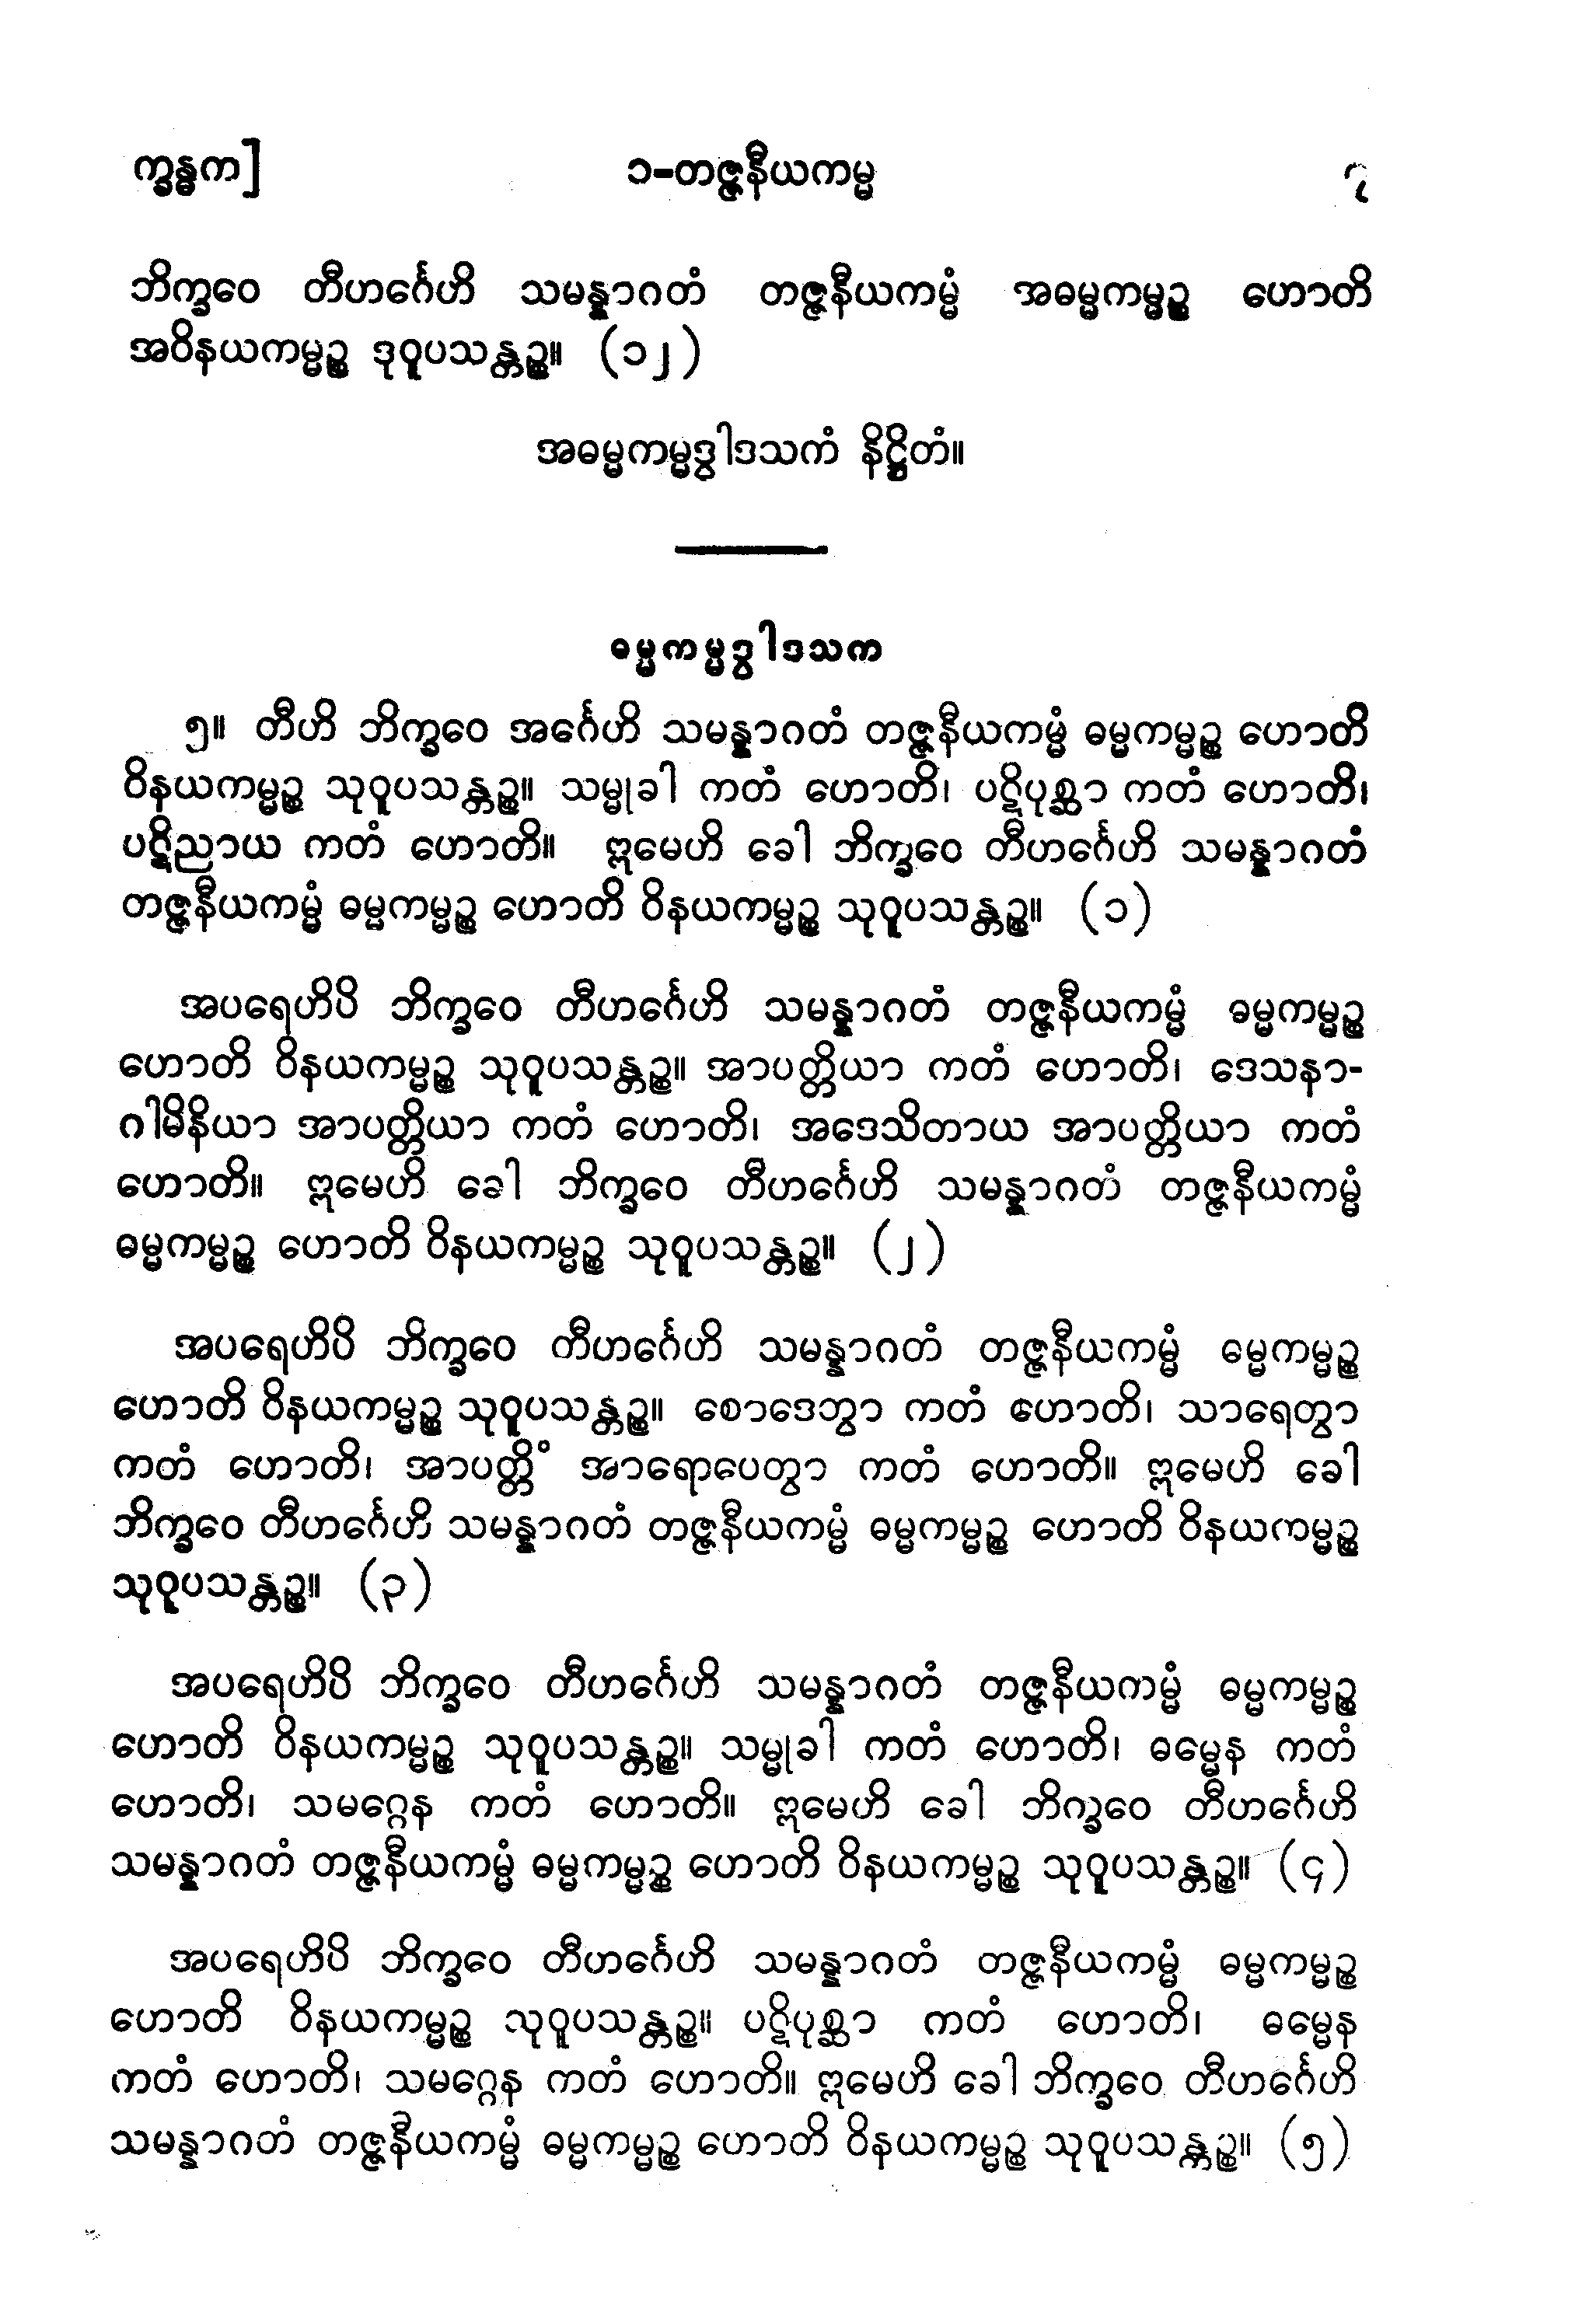 က္ခန္ဓက]
၁-တဇ္ဇနီယကမ္မ
ဘိက္ခဝေ တီဟင်္ဂေဟိ သမန္နာဂတံ တဇ္ဇနီယကမ္မံ အဓမ္မကမ္မဉ္စ ဟောတိ
အဝိနယကမ္မဉ္စ ဒုဝူပသန္တဉ္စ။ (၁၂)
အဓမ္မကမ္မဒွါဒသကံ နိဋ္ဌိတံ။
ဓမ္မကမ္မဒွါဒသက
၅။ တီဟိ ဘိက္ခဝေ အင်္ဂေဟိ သမန္နာဂတံ တဇ္ဇနီယကမ္မံ ဓမ္မကမ္မဉ္စ ဟောတိ
ဝိနယကမ္မဉ္စ သုဝူပသန္တဉ္စ။ သမ္မုခါ ကတံ ဟောတိ၊ ပဋိပုစ္ဆာ ကတံ ဟောတိ၊
ပဋိညာယ ကတံ ဟောတိ။ ဣမေဟိ ခေါ ဘိက္ခဝေ တီဟင်္ဂေဟိ သမန္နာဂတံ
တဇ္ဇနီယကမ္မံ ဓမ္မကမ္မဉ္စ ဟောတိ ဝိနယကမ္မဉ္စ သုဝူပသန္တဉ္စ။ (၁)
အပရေဟိပိ ဘိက္ခဝေ တီဟင်္ဂေဟိ သမန္နာဂတံ တဇ္ဇနီယကမ္မံ ဓမ္မကမ္မဉ္စ
ဟောတိ ဝိနယကမ္မဉ္စ သုဝူပသန္တဉ္စ။ အာပတ္တိယာ ကတံ ဟောတိ၊ ဒေသနာ-
ဂါမိနိယာ အာပတ္တိယာ ကတံ ဟောတိ၊ အဒေသိတာယ အာပတ္တိယာ ကတံ
ဟောတိ။ ဣမေဟိ ခေါ ဘိက္ခဝေ တီဟင်္ဂေဟိ သမန္နာဂတံ တဇ္ဇနီယကမ္မံ
ဓမ္မကမ္မဉ္စ ဟောတိ ဝိနယကမ္မဉ္စ သုဝူပသန္တဉ္စ။ (၂)
အပရေဟိပိ ဘိက္ခဝေ တီဟင်္ဂေဟိ သမန္နာဂတံ တဇ္ဇနီယကမ္မံ ဓမ္မေကမ္မဉ္စ
ဟောတိ ဝိနယကမ္မဉ္စ သုဝူပသန္တဉ္စ။ စောဒေတွာ ကတံ ဟောတိ၊ သာရေတွာ
ကတံ ဟောတိ၊ အာပတ္တိံ အာရောပေတွာ ကတံ ဟောတိ။ ဣမေဟိ ခေါ
ဘိက္ခဝေ တီဟင်္ဂေဟိ သမန္နာဂတံ တဇ္ဇနီယကမ္မံ ဓမ္မကမ္မဉ္စ ဟောတိ ဝိနယကမ္မဉ္စ
သုဝူပသန္တဉ္စ။ (၃)
အပရေဟိပိ ဘိက္ခဝေ တီဟင်္ဂေဟိ သမန္နာဂတံ တဇ္ဇနီယကမ္မံ ဓမ္မကမ္မဉ္စ
ဟောတိ ဝိနယကမ္မဉ္စ သုဝူပသန္တဉ္စ။ သမ္မုခါ ကတံ ဟောတိ၊ ဓမ္မေန ကတံ
ဟောတိ၊ သမဂ္ဂေန ကတံ ဟောတိ။ ဣမေဟိ ခေါ ဘိက္ခဝေ တီဟင်္ဂေဟိ
သမန္နာဂတံ တဇ္ဇနီယကမ္မံ ဓမ္မကမ္မဉ္စ ဟောတိ ဝိနယကမ္မဉ္စ သုဝူပသန္တဉ္စ။ (၄)
အပရေဟိပိ ဘိက္ခဝေ တီဟင်္ဂေဟိ သမန္နာဂတံ တဇ္ဇနီယကမ္မံ ဓမ္မကမ္မဉ္စ
ဟောတိ ဝိနယကမ္မဉ္စ သုဝူပသန္တဉ္စ။ ပဋိပုစ္ဆာ ကတံ ဟောတိ၊ ဓမ္မေန
ကတံ ဟောတိ၊ သမဂ္ဂေန ကတံ ဟောတိ။ ဣမေဟိ ခေါ ဘိက္ခဝေ တီဟင်္ဂေဟိ
သမန္နာဂတံ တဇ္ဇနီယကမ္မံ ဓမ္မကမ္မဉ္စ ဟောတိ ဝိနယကမ္မဉ္စ သုဝူပသန္တဉ္စ။ (၅)